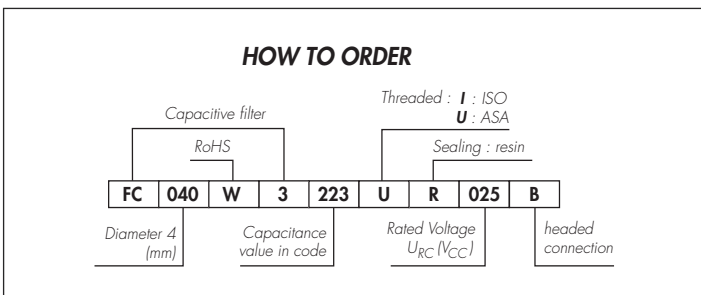 HOW TO ORDER
Threaded : I : ISO
U : ASA
Capacitive filter
RoHS
Sealing : resin
FC 040 W 3 223 U R 025 B
Diameter 4
(mm)
Capacitance
value in code
Rated Voltage
URC (VCC)
headed
connection